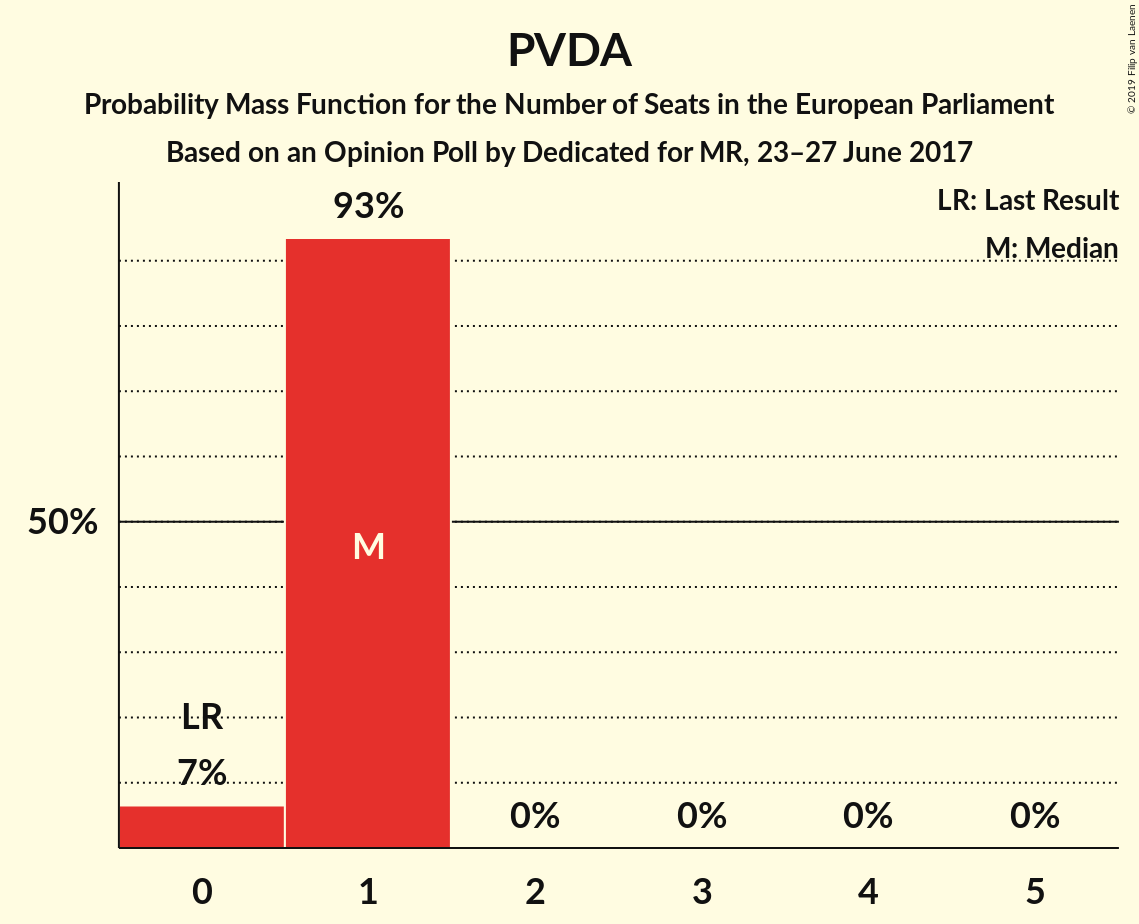 PVDA
Probability Mass Function for the Number of Seats in the European Parliament
Based on an Opinion Poll by Dedicated for MR, 23–27 June 2017
© 2019 Filip van Laenen
LR: Last Result
M: Median
93%
50%
M
LR
7%
0%
0%
0%
0%
0
1
2
3
4
5